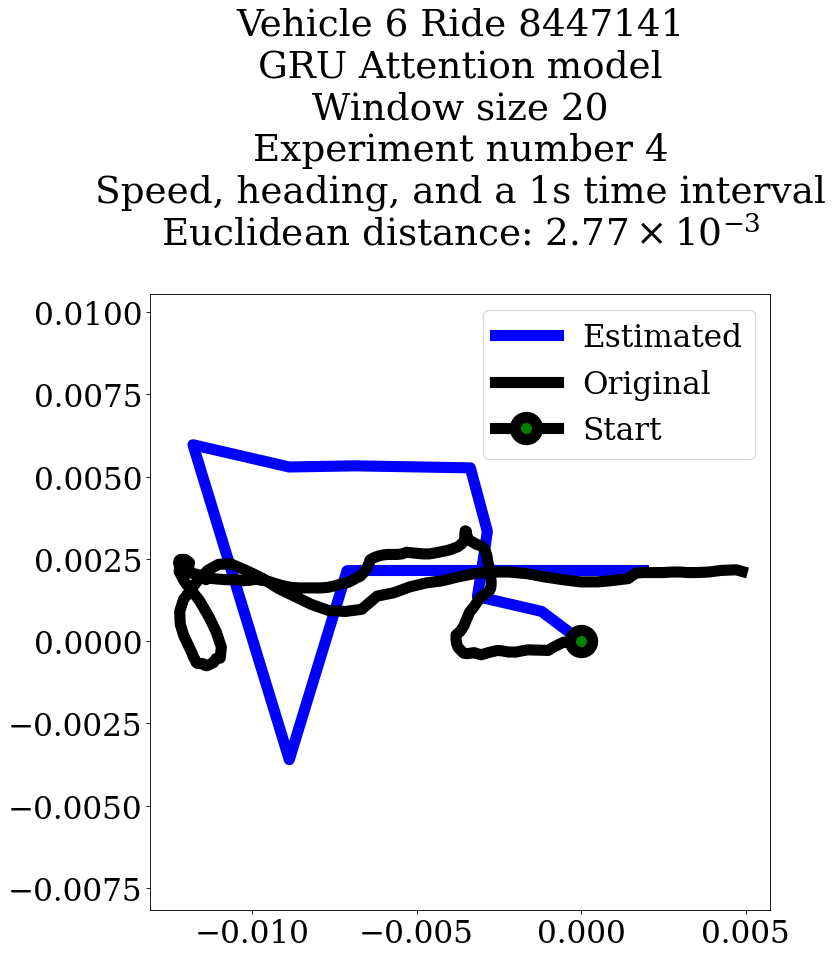 Vehicle 6 Ride 8447141
GRU Attention model
Window size 20
Experiment number 4
Speed, heading, and a 1s time interval
Euclidean distance: 2.77 × 10⁻³
Estimated
Original
Start
0.0100
0.0075
0.0050
0.0025
0.0000
−0.0025
−0.0050
−0.0075
−0.010 −0.005 0.000 0.005